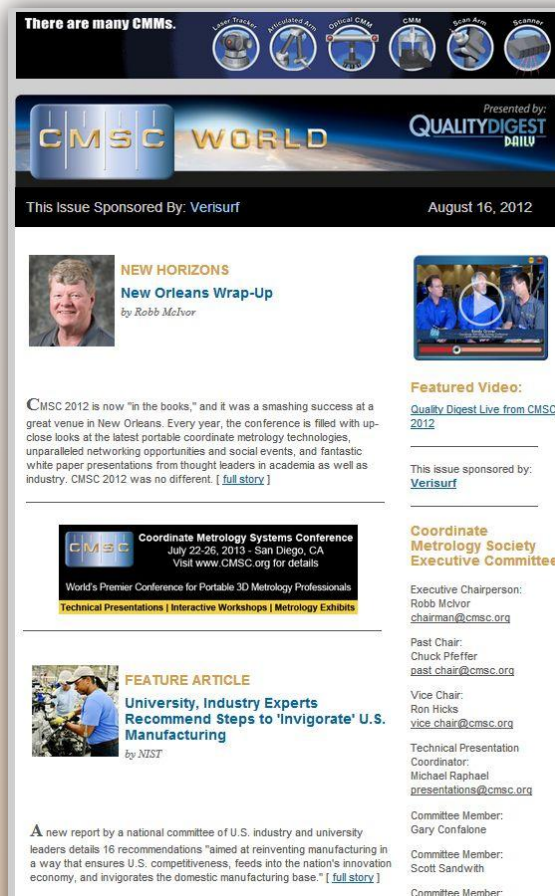 There are many CMMs.
Laser Tracker
Articulated Arm
Optical CMM
CMM
Scan Arm
Scanner
CMSC WORLD
Presented by:
QUALITYDIGEST
DAILY
This Issue Sponsored By: Verisurf
August 16, 2012
NEW HORIZONS
New Orleans Wrap-Up
by Robb McIvor
CMSC 2012 is now "in the books," and it was a smashing success at a
great venue in New Orleans. Every year, the conference is filled with up-
close looks at the latest portable coordinate metrology technologies,
unparalleled networking opportunities and social events, and fantastic
white paper presentations from thought leaders in academia as well as
industry. CMSC 2012 was no different. [ full story ]
CMSC
Coordinate Metrology Systems Conference
July 22-26, 2013 - San Diego, CA
Visit www.CMSC.org for details
World's Premier Conference for Portable 3D Metrology Professionals
Technical Presentations | Interactive Workshops | Metrology Exhibits
FEATURE ARTICLE
University, Industry Experts
Recommend Steps to 'Invigorate' U.S.
Manufacturing
by NIST
A new report by a national committee of U.S. industry and university
leaders details 16 recommendations "aimed at reinventing manufacturing in
a way that ensures U.S. competitiveness, feeds into the nation's innovation
economy, and invigorates the domestic manufacturing base." [ full story ]
Featured Video:
Quality Digest Live from CMSC
2012
This issue sponsored by:
Verisurf
Coordinate
Metrology Society
Executive Committee
Executive Chairperson:
Robb McIvor
chairman@cmsc.org
Past Chair:
Chuck Pfeffer
past chair@cmsc.org
Vice Chair:
Ron Hicks
vice chair@cmsc.org
Technical Presentation
Coordinator:
Michael Raphael
presentations@cmsc.org
Committee Member:
Gary Confalone
Committee Member:
Scott Sandwith
Committee Member: